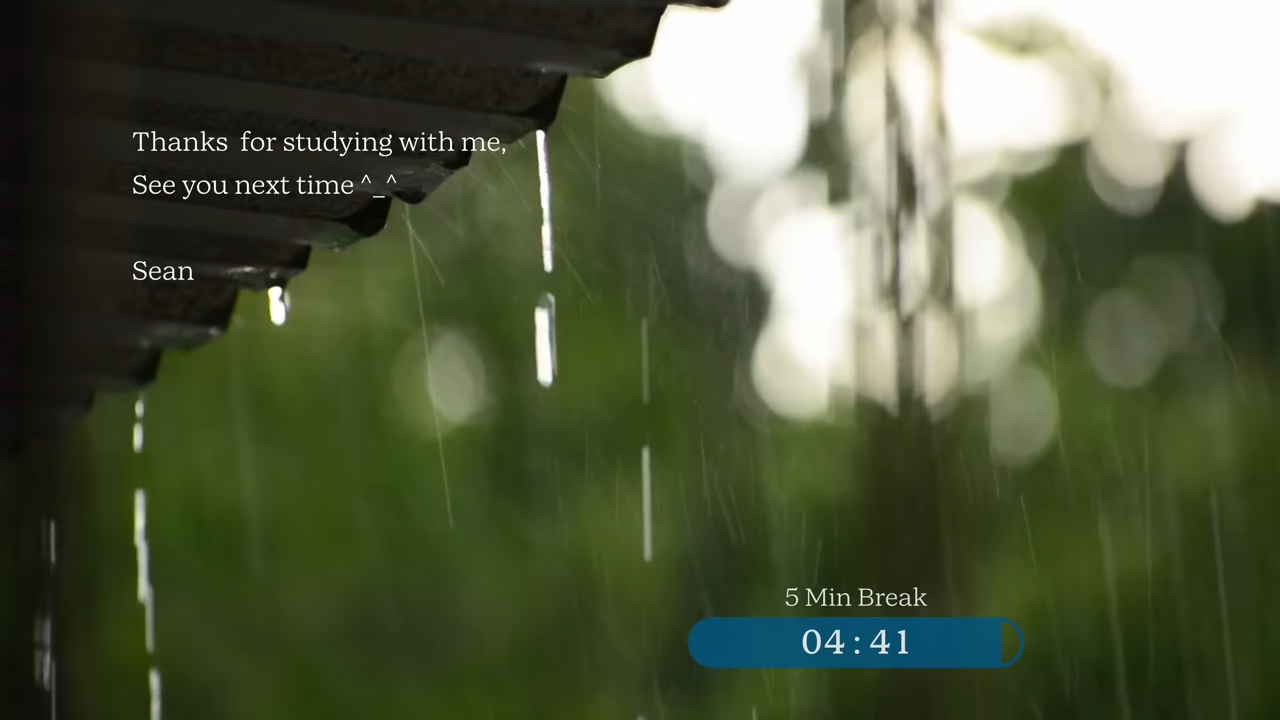 Thanks  for studying with me,
See you next time ^_^
Sean
5 Min Break
04:41